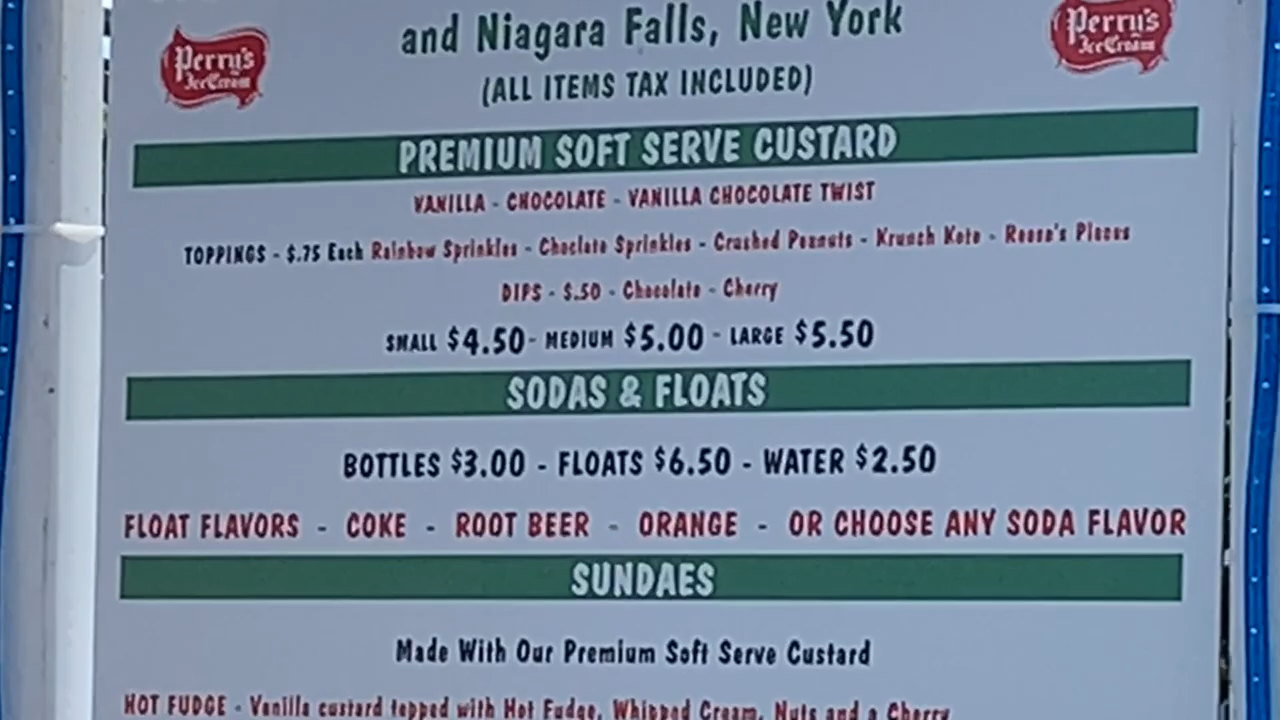 Perry's
Ice Cream
and Niagara Falls, New York
Perry's
Ice Cream
(ALL ITEMS TAX INCLUDED)
PREMIUM SOFT SERVE CUSTARD
VANILLA - CHOCOLATE - VANILLA CHOCOLATE TWIST
TOPPINGS - $.75 Each Rainbow Sprinkles - Choclate Sprinkles - Crushed Peanuts - Krunch Kote - Reese's Pieces
DIPS - $.50 - Chocolate - Cherry
SMALL $4.50- MEDIUM $5.00 - LARGE $5.50
SODAS & FLOATS
BOTTLES $3.00 - FLOATS $6.50 - WATER $2.50
FLOAT FLAVORS - COKE - ROOT BEER - ORANGE - OR CHOOSE ANY SODA FLAVOR
SUNDAES
Made With Our Premium Soft Serve Custard
HOT FUDGE - Vanilla custard topped with Hot Fudge, Whipped Cream, Nuts and a Cherry